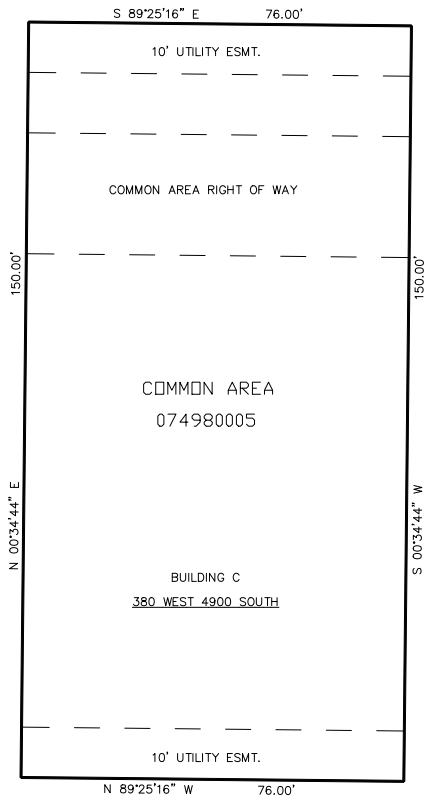 S 89°25'16" E 76.00'
10' UTILITY ESMT.
COMMON AREA RIGHT OF WAY
150.00'
150.00'
COMMON AREA
074980005
N 00°34'44" E
S 00°34'44" W
BUILDING C
380 WEST 4900 SOUTH
10' UTILITY ESMT.
N 89°25'16" W 76.00'